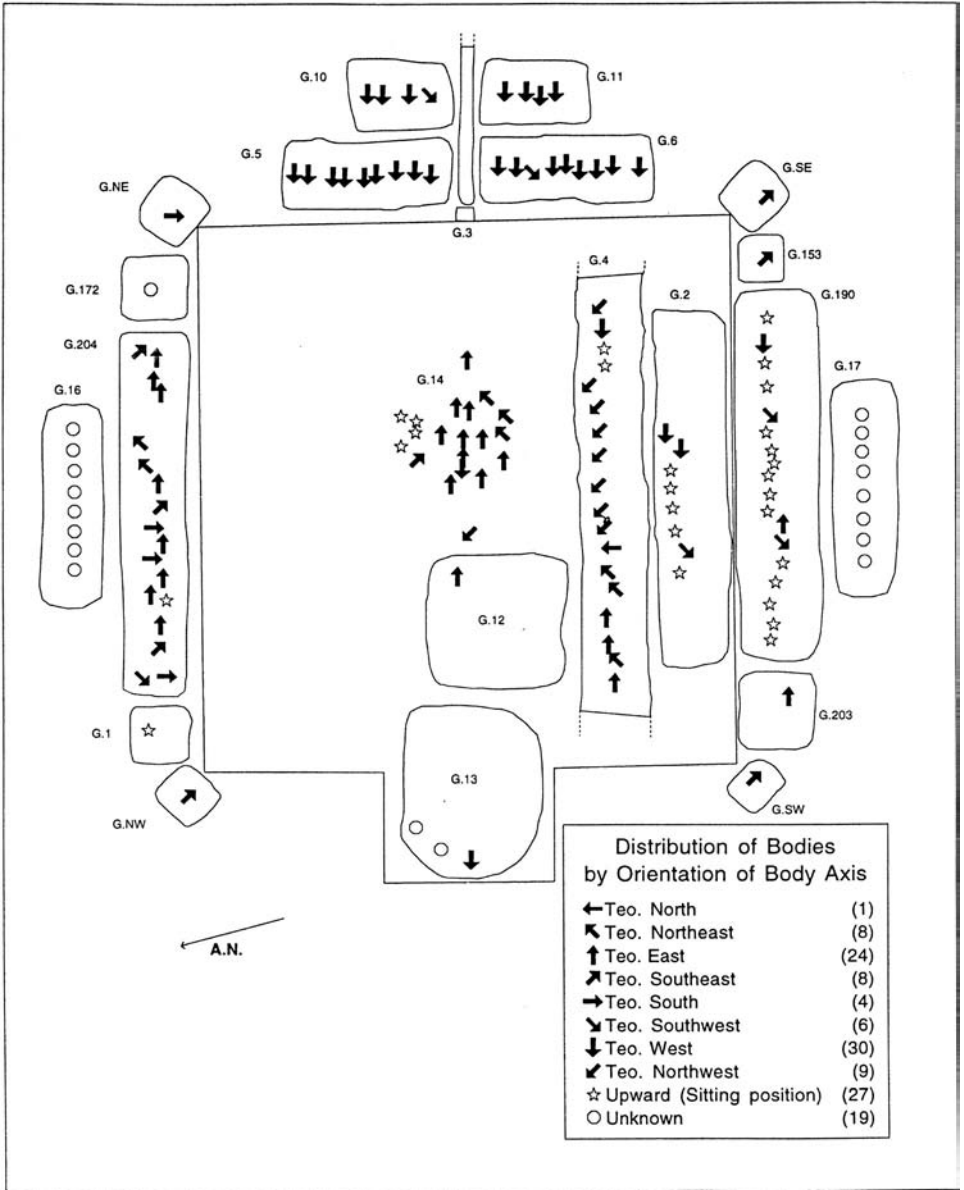 G.10
G.11
G.5
G.6
G.NE
G.SE
G.3
G.153
G.172
G.4
G.2
G.190
G.204
G.14
G.17
G.16
G.12
G.1
G.203
G.13
G.NW
G.SW
A.N.
Distribution of Bodies
by Orientation of Body Axis
Teo. North (1)
Teo. Northeast (8)
Teo. East (24)
Teo. Southeast (8)
Teo. South (4)
Teo. Southwest (6)
Teo. West (30)
Teo. Northwest (9)
Upward (Sitting position) (27)
Unknown (19)